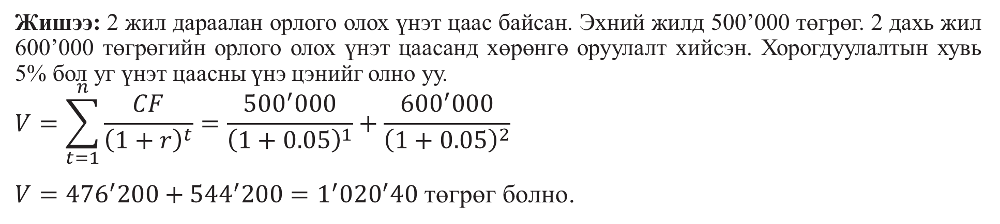 Жишээ: 2 жил дараалан орлого олох үнэт цаас байсан. Эхний жилд 500’000 төгрөг. 2 дахь жил
600’000 төгрөгийн орлого олох үнэт цаасанд хөрөнгө оруулалт хийсэн. Хорогдуулалтын хувь
5% бол уг үнэт цаасны үнэ цэнийг олно уу.
V = ∑_{t=1}^{n} CF/(1 + r)^t = 500′000/(1 + 0.05)^1 + 600′000/(1 + 0.05)^2
V = 476′200 + 544′200 = 1′020′40 төгрөг болно.